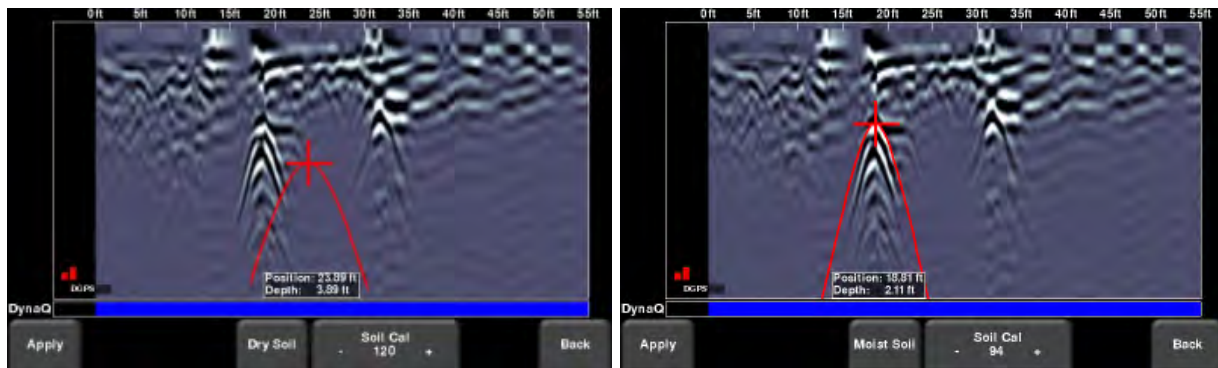 0ft 5ft 10ft 15ft 20ft 25ft 30ft 35ft 40ft 45ft 50ft 55ft
Position: 23.89 ft
Depth: 3.89 ft
DGPS
DynaQ
Apply
Dry Soil
Soil Cal
- 120 +
Back
0ft 5ft 10ft 15ft 20ft 25ft 30ft 35ft 40ft 45ft 50ft 55ft
Position: 18.81 ft
Depth: 2.11 ft
DGPS
DynaQ
Apply
Moist Soil
Soil Cal
- 94 +
Back